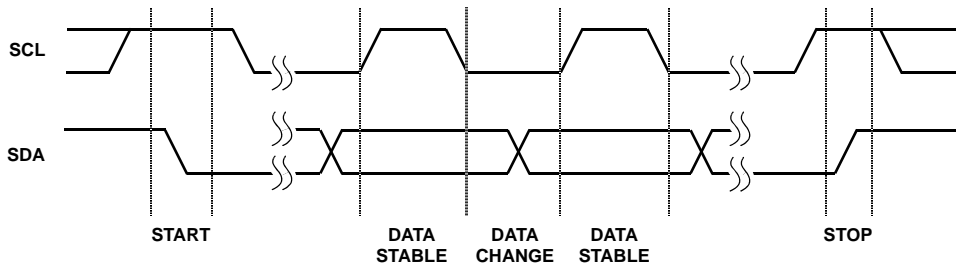 SCL
SDA
START
DATA STABLE
DATA CHANGE
DATA STABLE
STOP